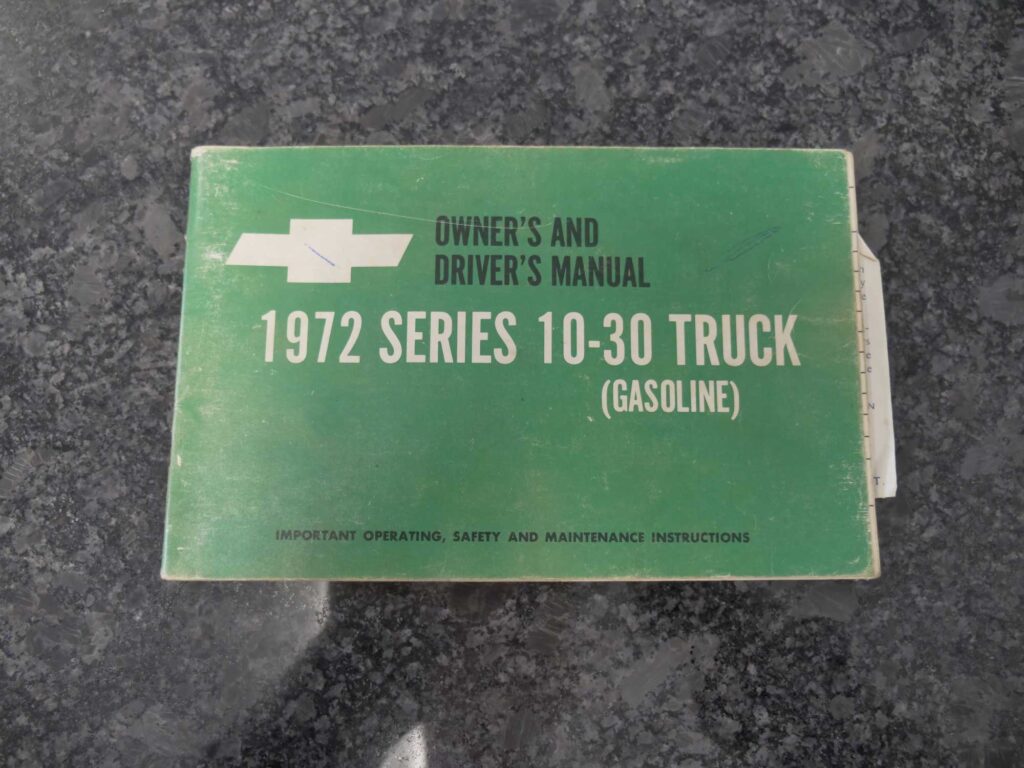 OWNER'S AND
DRIVER'S MANUAL
1972 SERIES 10-30 TRUCK
(GASOLINE)
IMPORTANT OPERATING, SAFETY AND MAINTENANCE INSTRUCTIONS